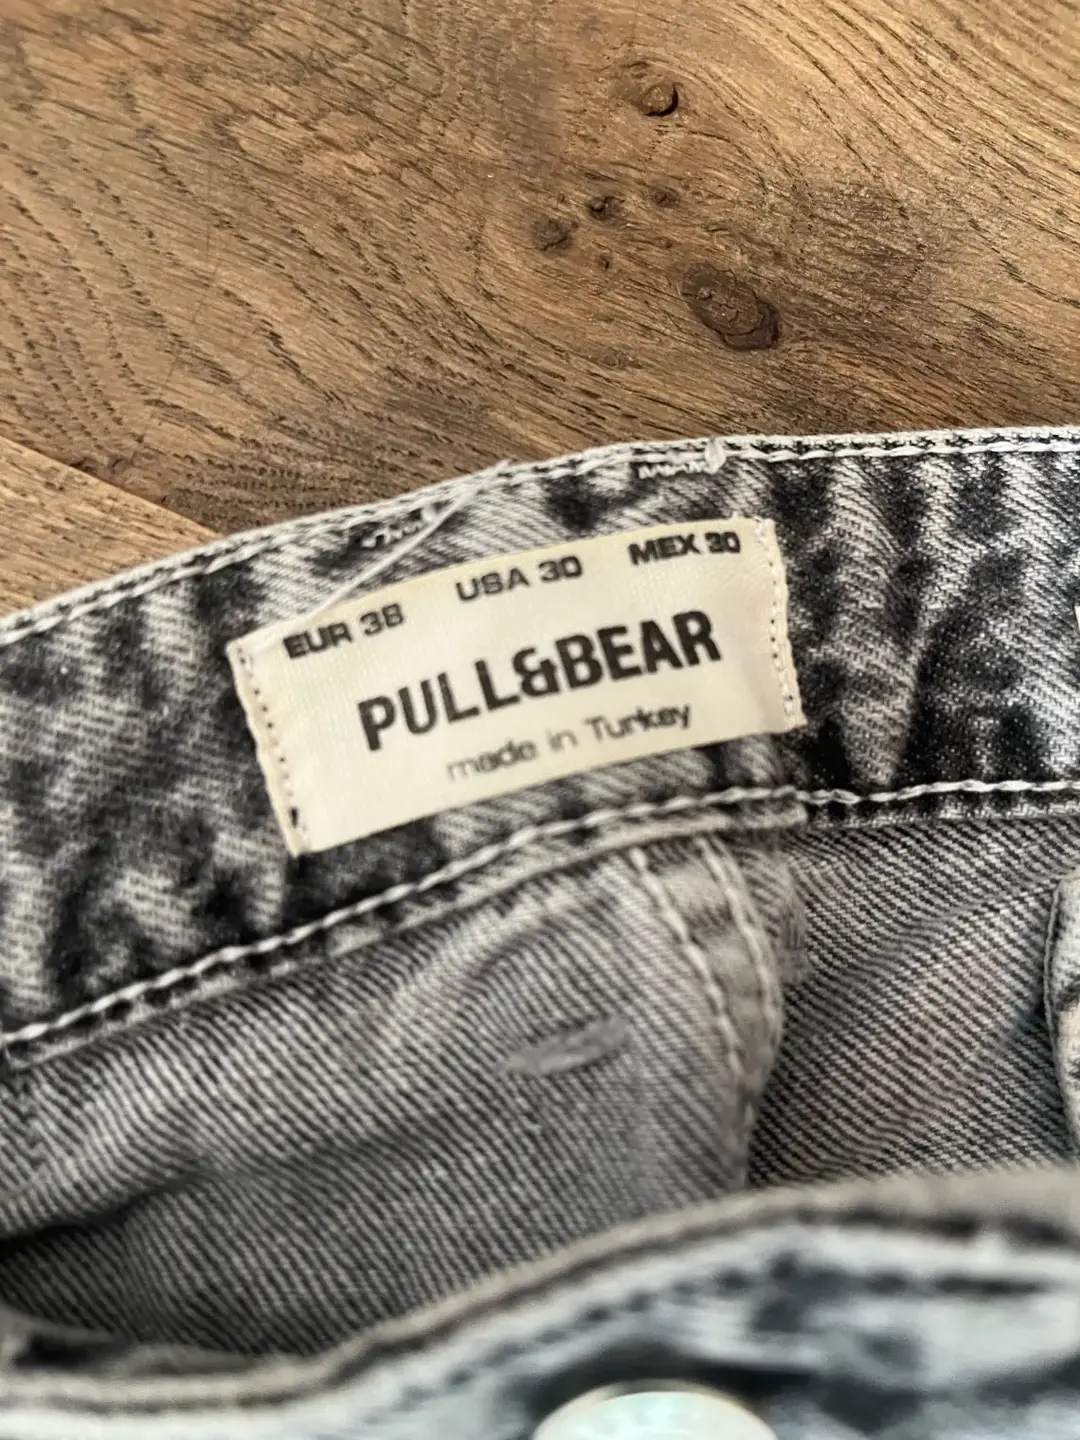 EUR 38 USA 30 MEX 30
PULL&BEAR
made in Turkey